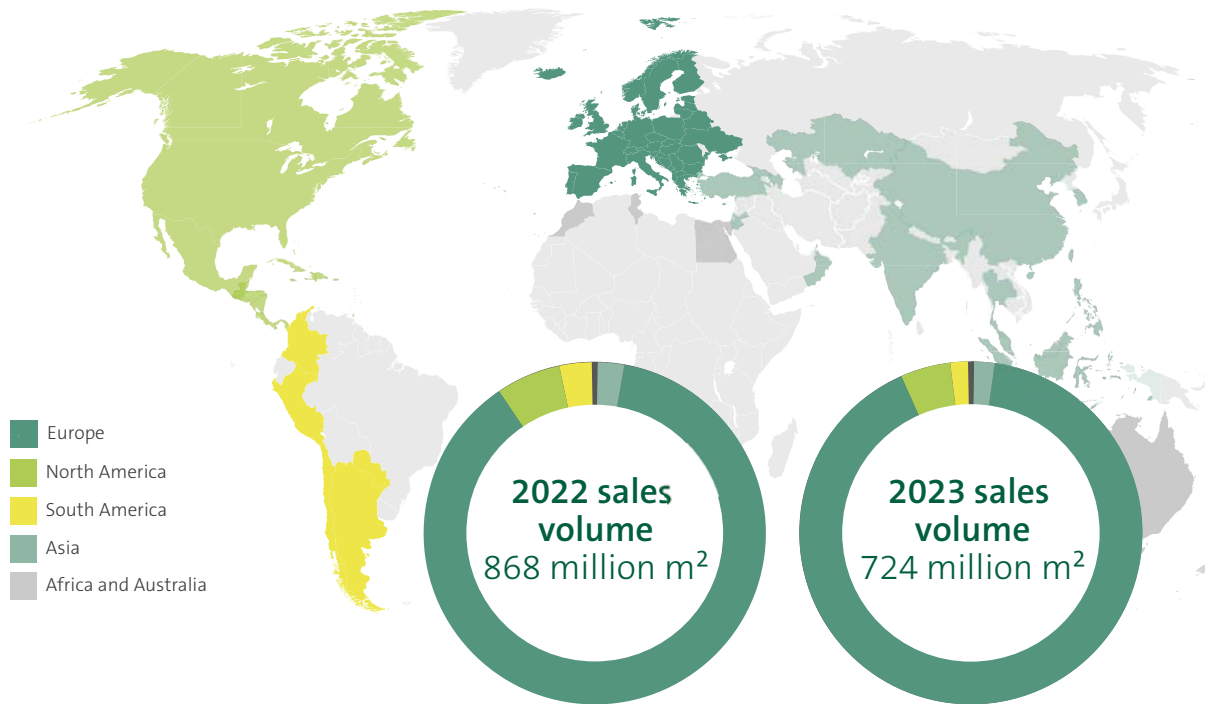 Europe
North America
South America
Asia
Africa and Australia
2022 sales
volume
868 million m²
2023 sales
volume
724 million m²